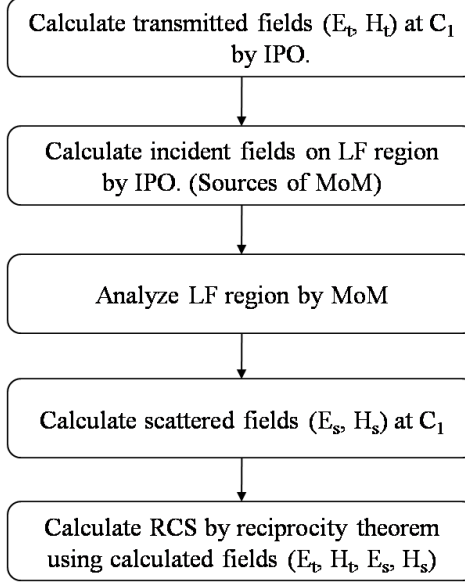 Calculate transmitted fields (Et, Ht) at C1
by IPO.
Calculate incident fields on LF region
by IPO. (Sources of MoM)
Analyze LF region by MoM
Calculate scattered fields (Es, Hs) at C1
Calculate RCS by reciprocity theorem
using calculated fields (Et, Ht, Es, Hs)